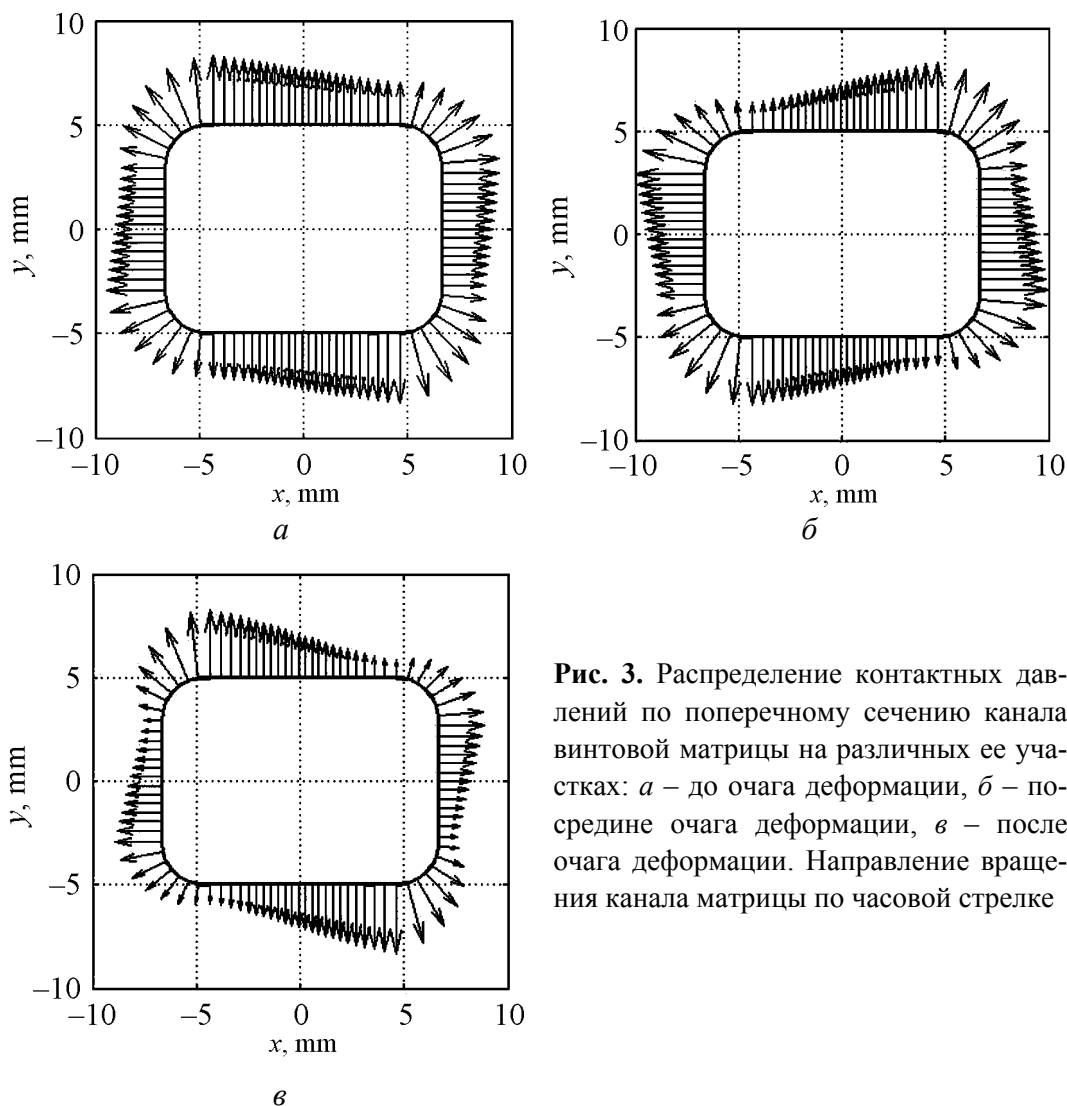 10
5
0
–5
–10
y, mm
–10 –5 0 5 10
x, mm
а
10
5
0
–5
–10
y, mm
–10 –5 0 5 10
x, mm
б
10
5
0
–5
–10
y, mm
–10 –5 0 5 10
x, mm
в
Рис. 3. Распределение контактных дав-
лений по поперечному сечению канала
винтовой матрицы на различных ее уча-
стках: а – до очага деформации, б – по-
средине очага деформации, в – после
очага деформации. Направление враще-
ния канала матрицы по часовой стрелке